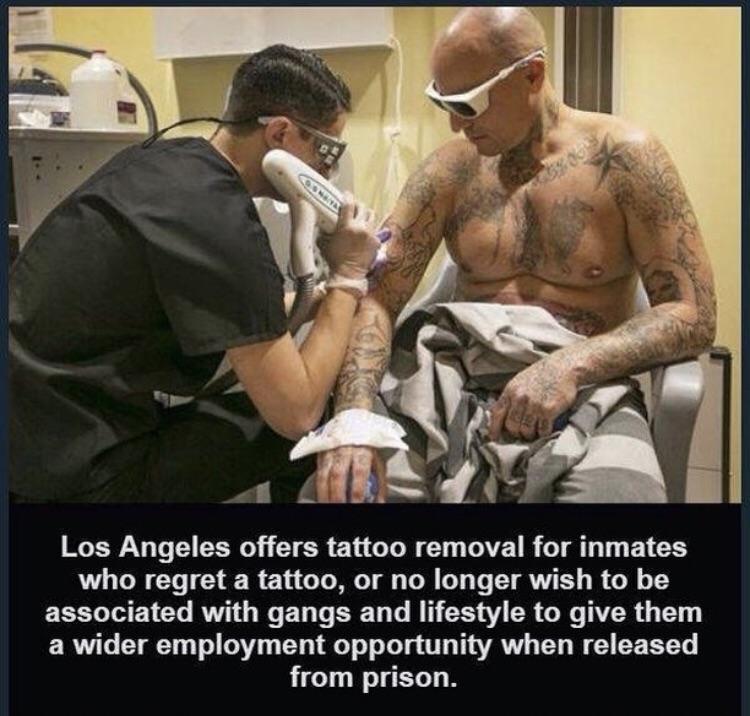 Los Angeles offers tattoo removal for inmates
who regret a tattoo, or no longer wish to be
associated with gangs and lifestyle to give them
a wider employment opportunity when released
from prison.